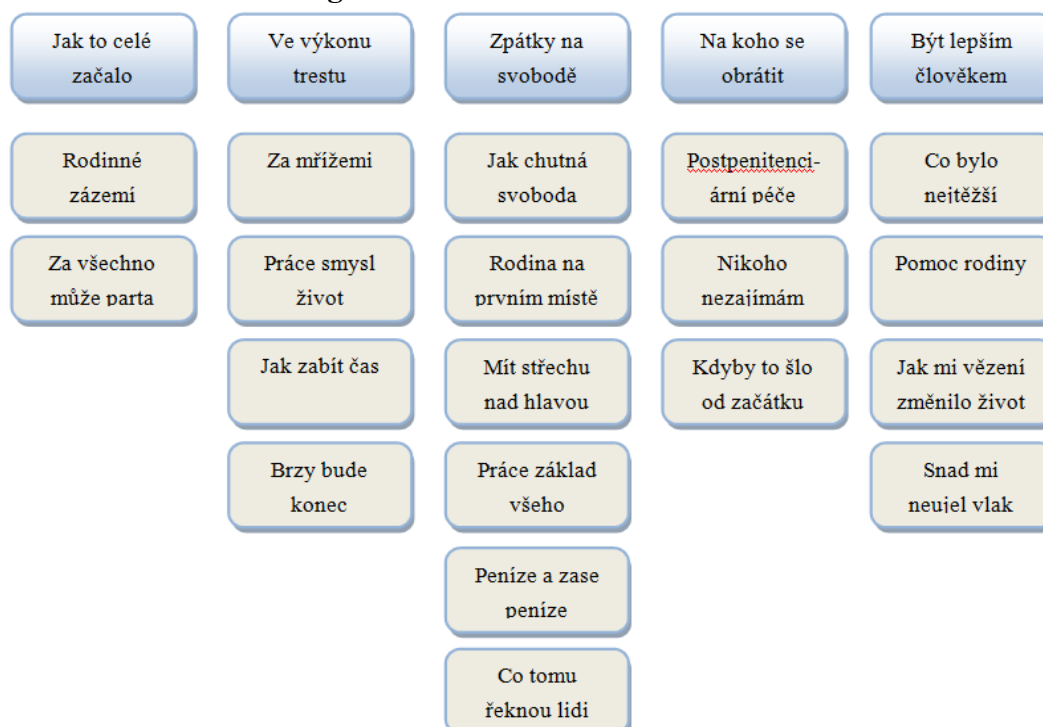 Jak to celé
začalo
Ve výkonu
trestu
Zpátky na
svobodě
Na koho se
obrátit
Být lepším
člověkem
Rodinné
zázemí
Za mřížemi
Jak chutná
svoboda
Postpenitenci-
ární péče
Co bylo
nejtěžší
Za všechno
může parta
Práce smysl
život
Rodina na
prvním místě
Nikoho
nezajímám
Pomoc rodiny
Jak zabít čas
Mít střechu
nad hlavou
Kdyby to šlo
od začátku
Jak mi vězení
změnilo život
Brzy bude
konec
Práce základ
všeho
Snad mi
neujel vlak
Peníze a zase
peníze
Co tomu
řeknou lidi